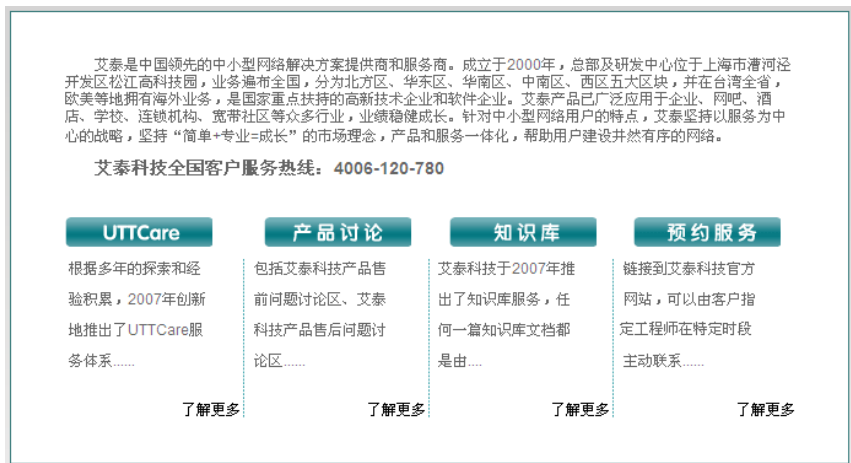 艾泰是中国领先的中小型网络解决方案提供商和服务商。成立于2000年，总部及研发中心位于上海市漕河泾
开发区松江高科技园，业务遍布全国，分为北方区、华东区、华南区、中南区、西区五大区块，并在台湾全省，
欧美等地拥有海外业务，是国家重点扶持的高新技术企业和软件企业。艾泰产品已广泛应用于企业、网吧、酒
店、学校、连锁机构、宽带社区等众多行业，业绩稳健成长。针对中小型网络用户的特点，艾泰坚持以服务为中
心的战略，坚持“简单+专业=成长”的市场理念，产品和服务一体化，帮助用户建设井然有序的网络。
艾泰科技全国客户服务热线：4006-120-780
UTTCare
根据多年的探索和经
验积累，2007年创新
地推出了UTTCare服
务体系......
了解更多
产品讨论
包括艾泰科技产品售
前问题讨论区、艾泰
科技产品售后问题讨
论区......
了解更多
知识库
艾泰科技于2007年推
出了知识库服务，任
何一篇知识库文档都
是由....
了解更多
预约服务
链接到艾泰科技官方
网站，可以由客户指
定工程师在特定时段
主动联系......
了解更多